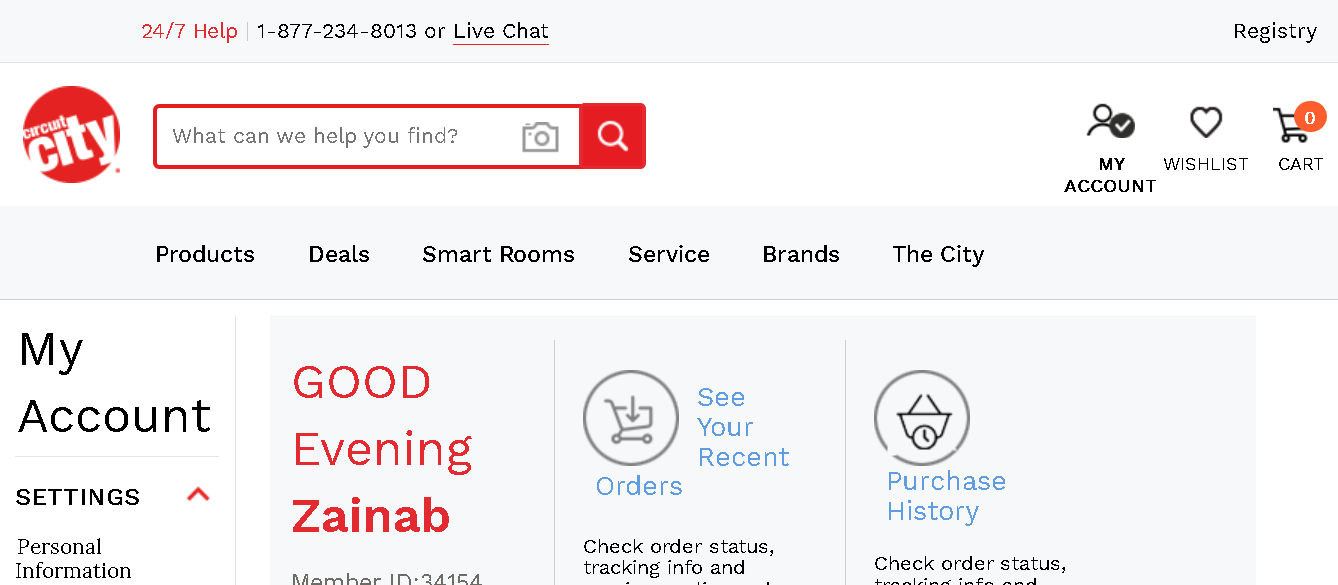 24/7 Help 1-877-234-8013 or Live Chat
Registry
circuit
city
What can we help you find?
MY
ACCOUNT
WISHLIST
0
CART
Products Deals Smart Rooms Service Brands The City
My
Account
SETTINGS
Personal
Information
GOOD
Evening
Zainab
Member ID:34154
See
Your
Recent
Orders
Check order status,
tracking info and
Purchase
History
Check order status,
tracking info and